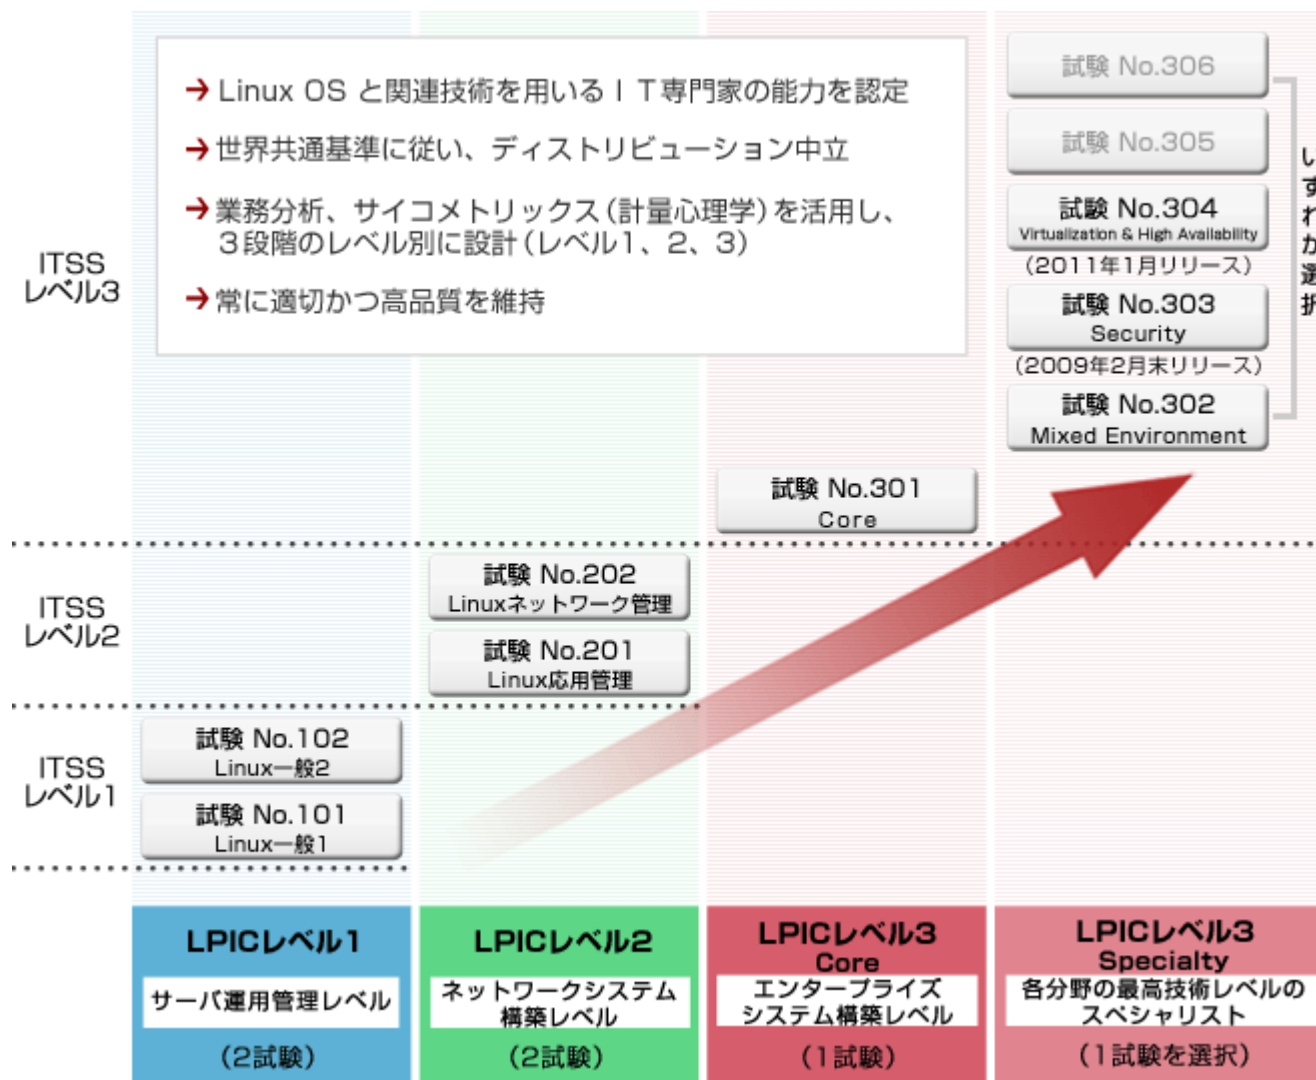 → Linux OS と関連技術を用いるＩＴ専門家の能力を認定
→ 世界共通基準に従い、ディストリビューション中立
→ 業務分析、サイコメトリックス（計量心理学）を活用し、
３段階のレベル別に設計（レベル1、2、3）
→ 常に適切かつ高品質を維持
試験 No.306
試験 No.305
試験 No.304
Virtualization & High Availability
（2011年1月リリース）
試験 No.303
Security
（2009年2月末リリース）
試験 No.302
Mixed Environment
いずれか選択
ITSS
レベル3
試験 No.301
Core
ITSS
レベル2
試験 No.202
Linuxネットワーク管理
試験 No.201
Linux応用管理
ITSS
レベル1
試験 No.102
Linux一般2
試験 No.101
Linux一般1
LPICレベル1
サーバ運用管理レベル
（2試験）
LPICレベル2
ネットワークシステム
構築レベル
（2試験）
LPICレベル3
Core
エンタープライズ
システム構築レベル
（1試験）
LPICレベル3
Specialty
各分野の最高技術レベルの
スペシャリスト
（1試験を選択）